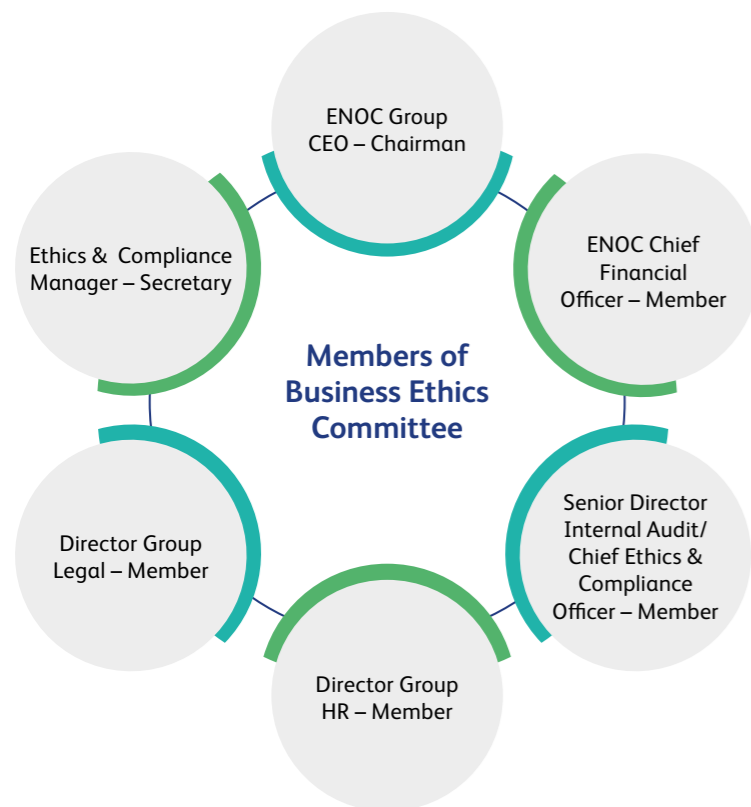 ENOC Group
CEO – Chairman
ENOC Chief
Financial
Officer – Member
Senior Director
Internal Audit/
Chief Ethics &
Compliance
Officer – Member
Director Group
HR – Member
Director Group
Legal – Member
Ethics & Compliance
Manager – Secretary
Members of
Business Ethics
Committee